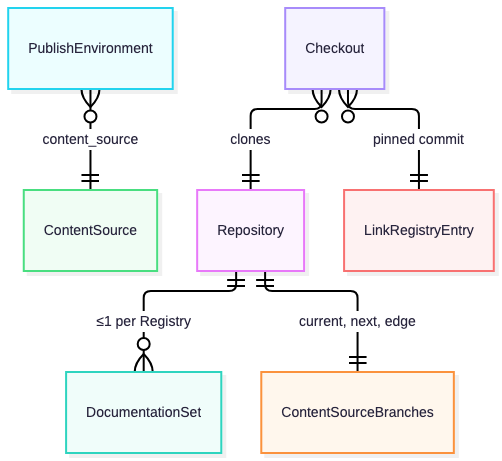 PublishEnvironment
Checkout
content_source
clones
pinned commit
ContentSource
Repository
LinkRegistryEntry
≤1 per Registry
current, next, edge
DocumentationSet
ContentSourceBranches